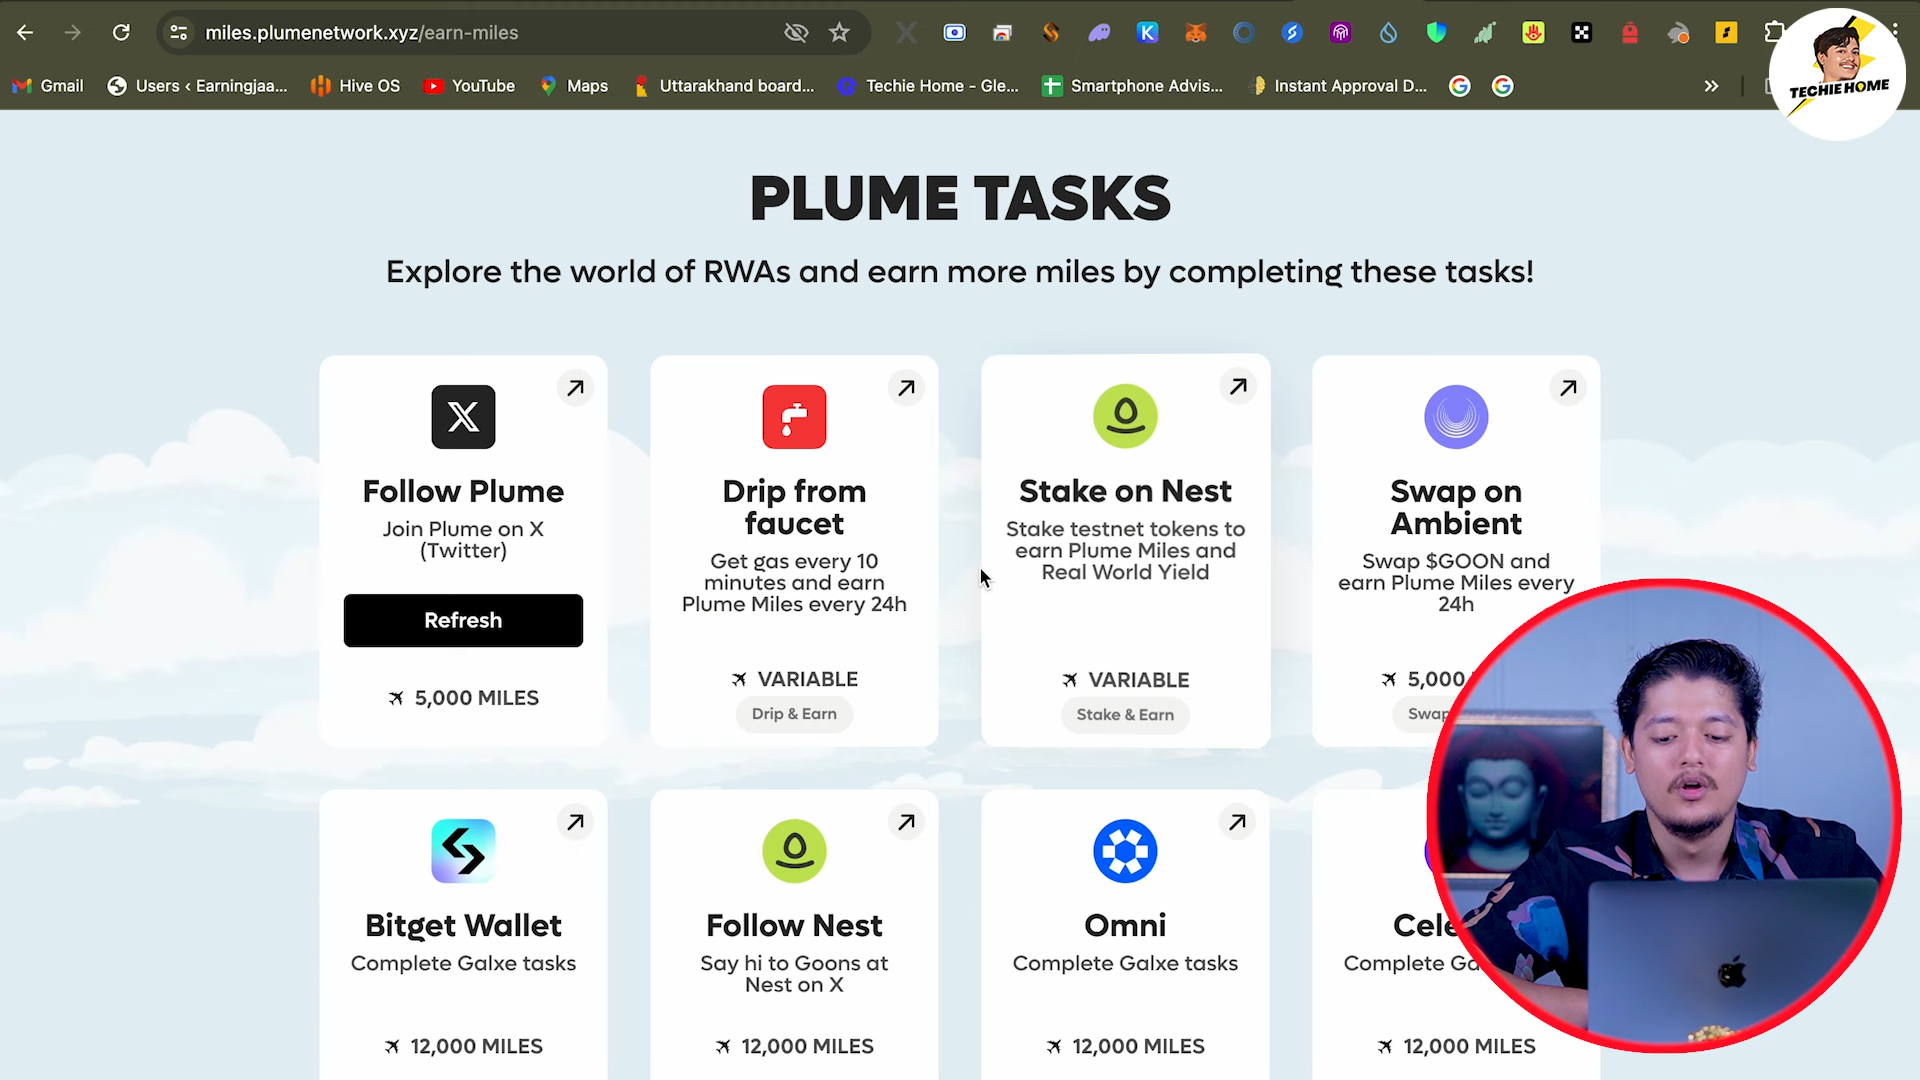 miles.plumenetwork.xyz/earn-miles
Gmail
Users ‹ Earningjaa...
Hive OS
YouTube
Maps
Uttarakhand board...
Techie Home - Gle...
Smartphone Advis...
Instant Approval D...
TECHIE HOME
PLUME TASKS
Explore the world of RWAs and earn more miles by completing these tasks!
Follow Plume
Join Plume on X
(Twitter)
Refresh
5,000 MILES
Drip from
faucet
Get gas every 10
minutes and earn
Plume Miles every 24h
VARIABLE
Drip & Earn
Stake on Nest
Stake testnet tokens to
earn Plume Miles and
Real World Yield
VARIABLE
Stake & Earn
Swap on
Ambient
Swap $GOON and
earn Plume Miles every
24h
5,000
Swap
Bitget Wallet
Complete Galxe tasks
12,000 MILES
Follow Nest
Say hi to Goons at
Nest on X
12,000 MILES
Omni
Complete Galxe tasks
12,000 MILES
Cele
Complete Ga
12,000 MILES